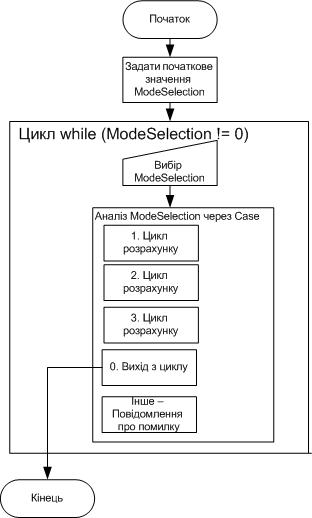 Початок
Задати початкове
значення
ModeSelection
Цикл while (ModeSelection != 0)
Вибір
ModeSelection
Аналіз ModeSelection через Case
1. Цикл
розрахунку
2. Цикл
розрахунку
3. Цикл
розрахунку
0. Вихід з циклу
Інше –
Повідомлення
про помилку
Кінець